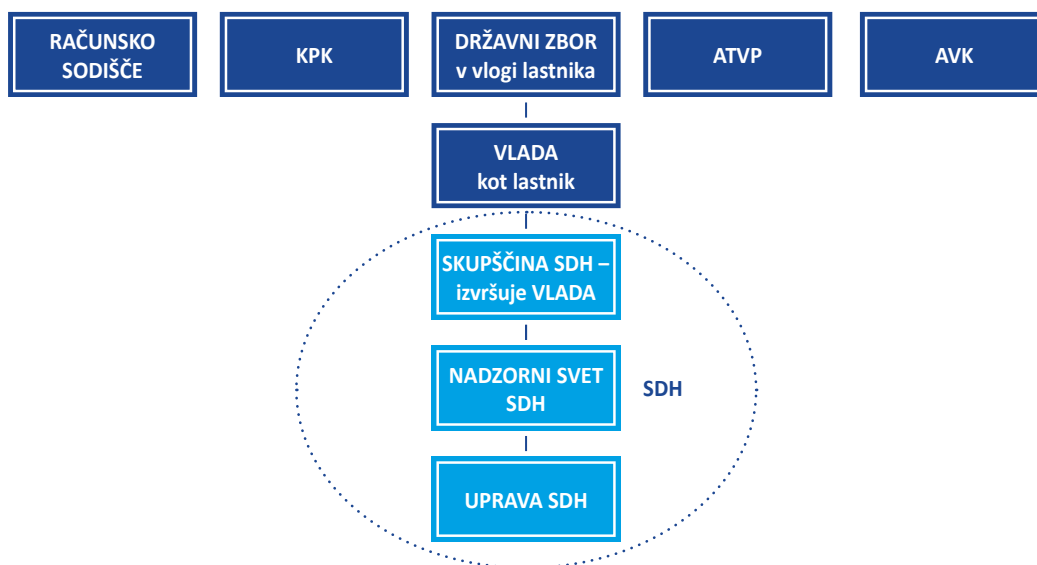 RAČUNSKO
SODIŠČE
KPK
DRŽAVNI ZBOR
v vlogi lastnika
ATVP
AVK
VLADA
kot lastnik
SKUPŠČINA SDH –
izvršuje VLADA
NADZORNI SVET
SDH
SDH
UPRAVA SDH